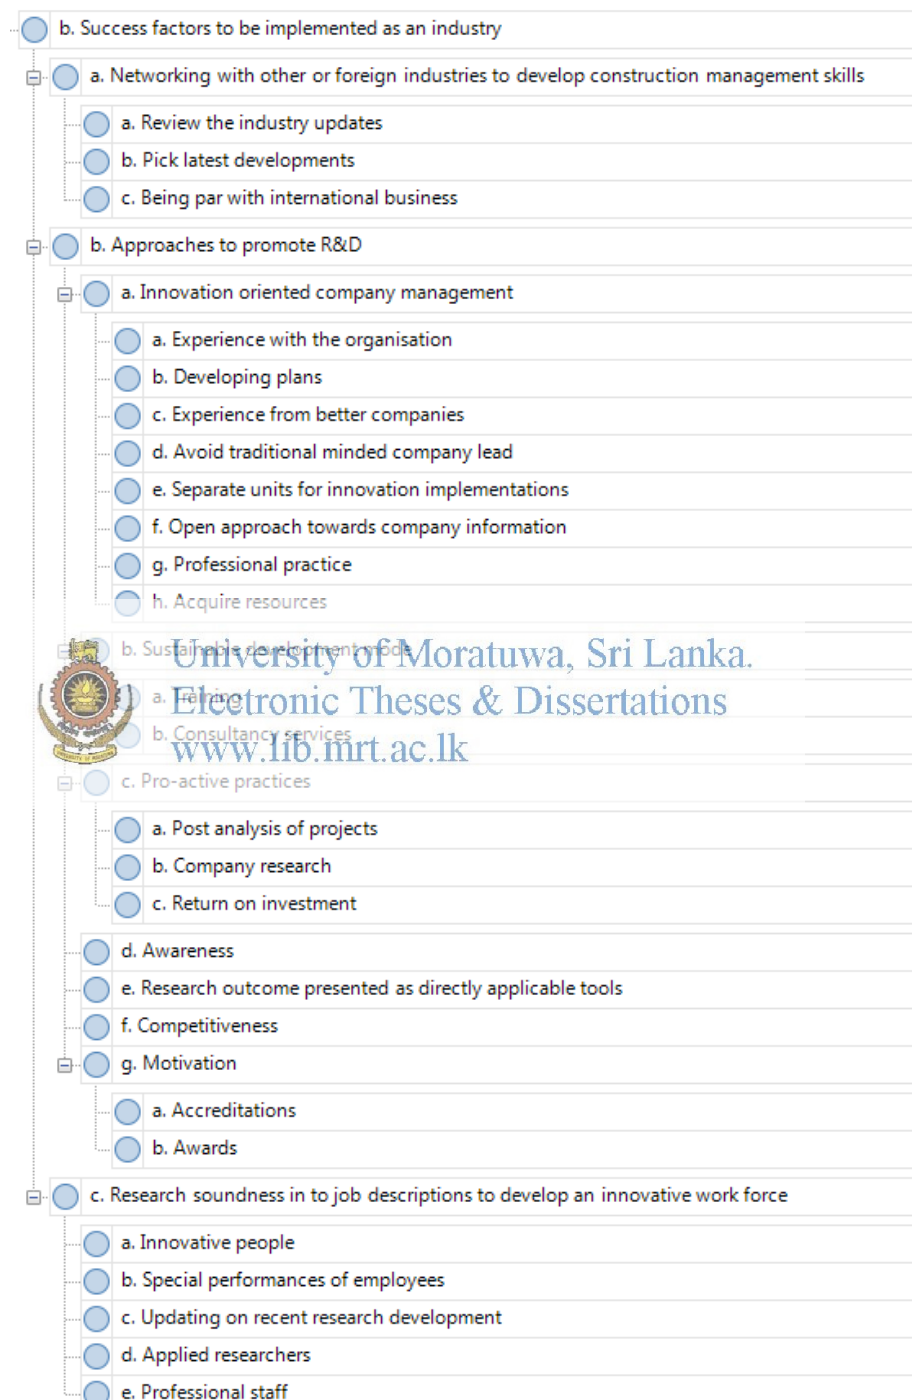 b. Success factors to be implemented as an industry
a. Networking with other or foreign industries to develop construction management skills
a. Review the industry updates
b. Pick latest developments
c. Being par with international business
b. Approaches to promote R&D
a. Innovation oriented company management
a. Experience with the organisation
b. Developing plans
c. Experience from better companies
d. Avoid traditional minded company lead
e. Separate units for innovation implementations
f. Open approach towards company information
g. Professional practice
h. Acquire resources
b. Sustainable development mode
University of Moratuwa, Sri Lanka.
a. Training
Electronic Theses & Dissertations
b. Consultancy services
www.lib.mrt.ac.lk
c. Pro-active practices
a. Post analysis of projects
b. Company research
c. Return on investment
d. Awareness
e. Research outcome presented as directly applicable tools
f. Competitiveness
g. Motivation
a. Accreditations
b. Awards
c. Research soundness in to job descriptions to develop an innovative work force
a. Innovative people
b. Special performances of employees
c. Updating on recent research development
d. Applied researchers
e. Professional staff